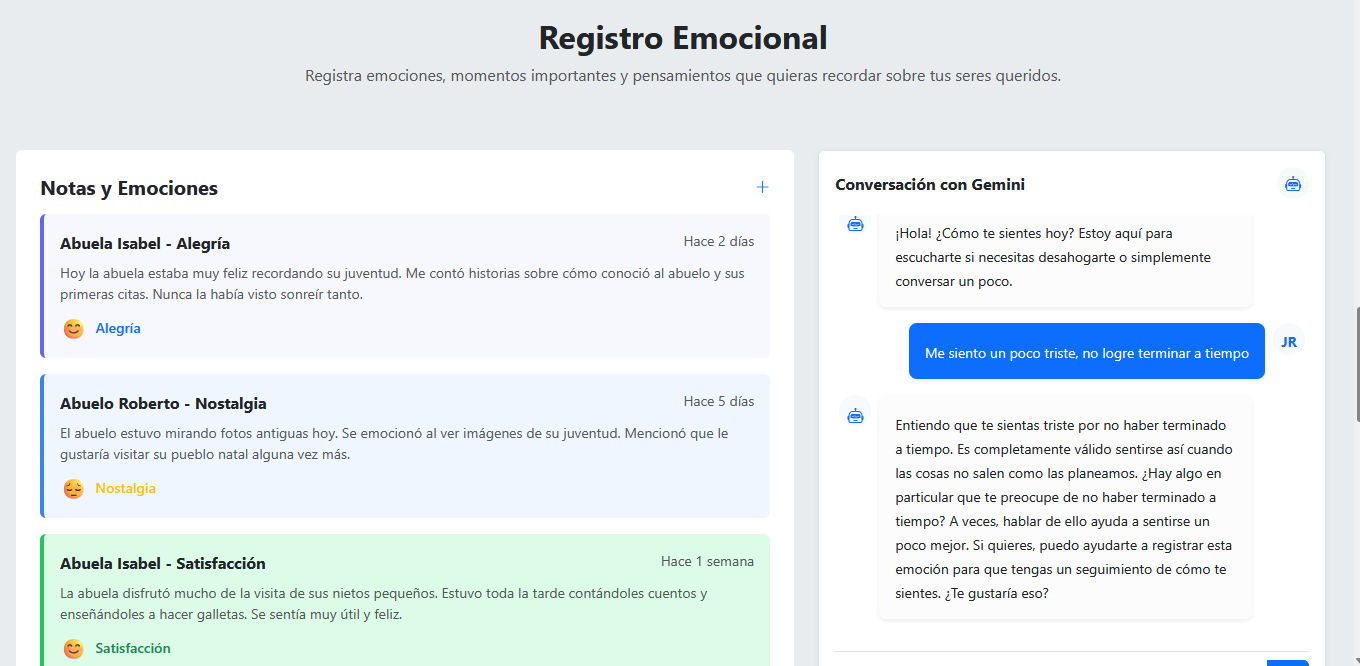 Registro Emocional
Registra emociones, momentos importantes y pensamientos que quieras recordar sobre tus seres queridos.
Notas y Emociones
+
Abuela Isabel - Alegría
Hace 2 días
Hoy la abuela estaba muy feliz recordando su juventud. Me contó historias sobre cómo conoció al abuelo y sus
primeras citas. Nunca la había visto sonreír tanto.
Alegría
Abuelo Roberto - Nostalgia
Hace 5 días
El abuelo estuvo mirando fotos antiguas hoy. Se emocionó al ver imágenes de su juventud. Mencionó que le
gustaría visitar su pueblo natal alguna vez más.
Nostalgia
Abuela Isabel - Satisfacción
Hace 1 semana
La abuela disfrutó mucho de la visita de sus nietos pequeños. Estuvo toda la tarde contándoles cuentos y
enseñándoles a hacer galletas. Se sentía muy útil y feliz.
Satisfacción
Conversación con Gemini
¡Hola! ¿Cómo te sientes hoy? Estoy aquí para
escucharte si necesitas desahogarte o simplemente
conversar un poco.
Me siento un poco triste, no logre terminar a tiempo
JR
Entiendo que te sientas triste por no haber terminado
a tiempo. Es completamente válido sentirse así cuando
las cosas no salen como las planeamos. ¿Hay algo en
particular que te preocupe de no haber terminado a
tiempo? A veces, hablar de ello ayuda a sentirse un
poco mejor. Si quieres, puedo ayudarte a registrar esta
emoción para que tengas un seguimiento de cómo te
sientes. ¿Te gustaría eso?